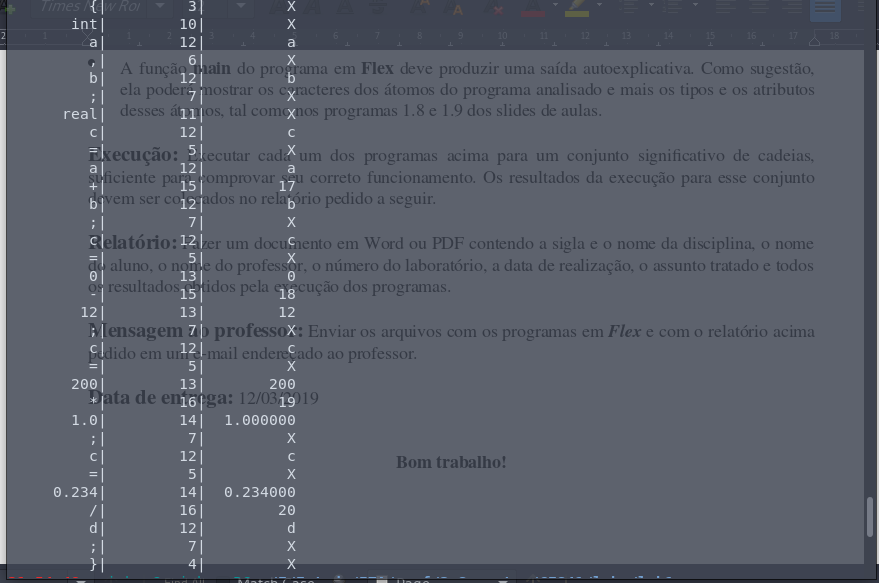 Times New Ro
{| 3| X
int| 10| X
a| 12| a
,| 6| X
b| 12| b
;| 7| X
real| 11| X
c| 12| c
=| 5| X
a| 12| a
+| 15| 17
b| 12| b
;| 7| X
c| 12| c
=| 5| X
0| 13| 0
-| 15| 18
12| 13| 12
;| 7| X
c| 12| c
=| 5| X
200| 13| 200
*| 16| 19
1.0| 14| 1.000000
;| 7| X
c| 12| c
=| 5| X
0.234| 14| 0.234000
/| 16| 20
d| 12| d
;| 7| X
}| 4| X
A função main do programa em Flex deve produzir uma saída autoexplicativa. Como sugestão,
ela poderá mostrar os caracteres dos átomos do programa analisado e mais os tipos e os atributos
desses átomos, tal como nos programas 1.8 e 1.9 dos slides de aulas.
Execução: Executar cada um dos programas acima para um conjunto significativo de cadeias,
suficiente para comprovar seu correto funcionamento. Os resultados da execução para esse conjunto
devem ser colocados no relatório pedido a seguir.
Relatório: Fazer um documento em Word ou PDF contendo a sigla e o nome da disciplina, o nome
do aluno, o nome do professor, o número do laboratório, a data de realização, o assunto tratado e todos
os resultados obtidos pela execução dos programas.
Mensagem ao professor: Enviar os arquivos com os programas em Flex e com o relatório acima
pedido em um e-mail endereçado ao professor.
Data de entrega: 12/03/2019
Bom trabalho!